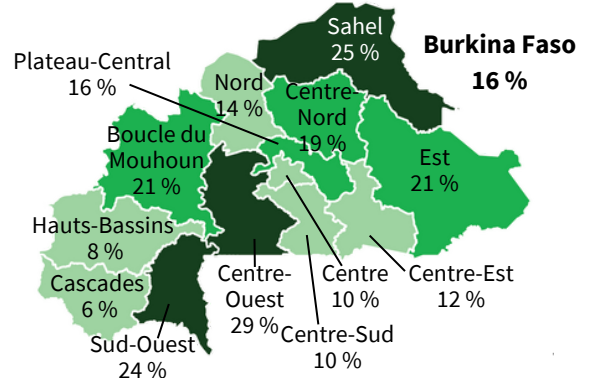 Sahel
25 %
Burkina Faso
16 %
Plateau-Central
16 %
Nord
14 %
Centre-
Nord
19 %
Boucle du
Mouhoun
21 %
Est
21 %
Hauts-Bassins
8 %
Cascades
6 %
Centre-
Ouest
29 %
Centre
10 %
Centre-Est
12 %
Centre-Sud
10 %
Sud-Ouest
24 %